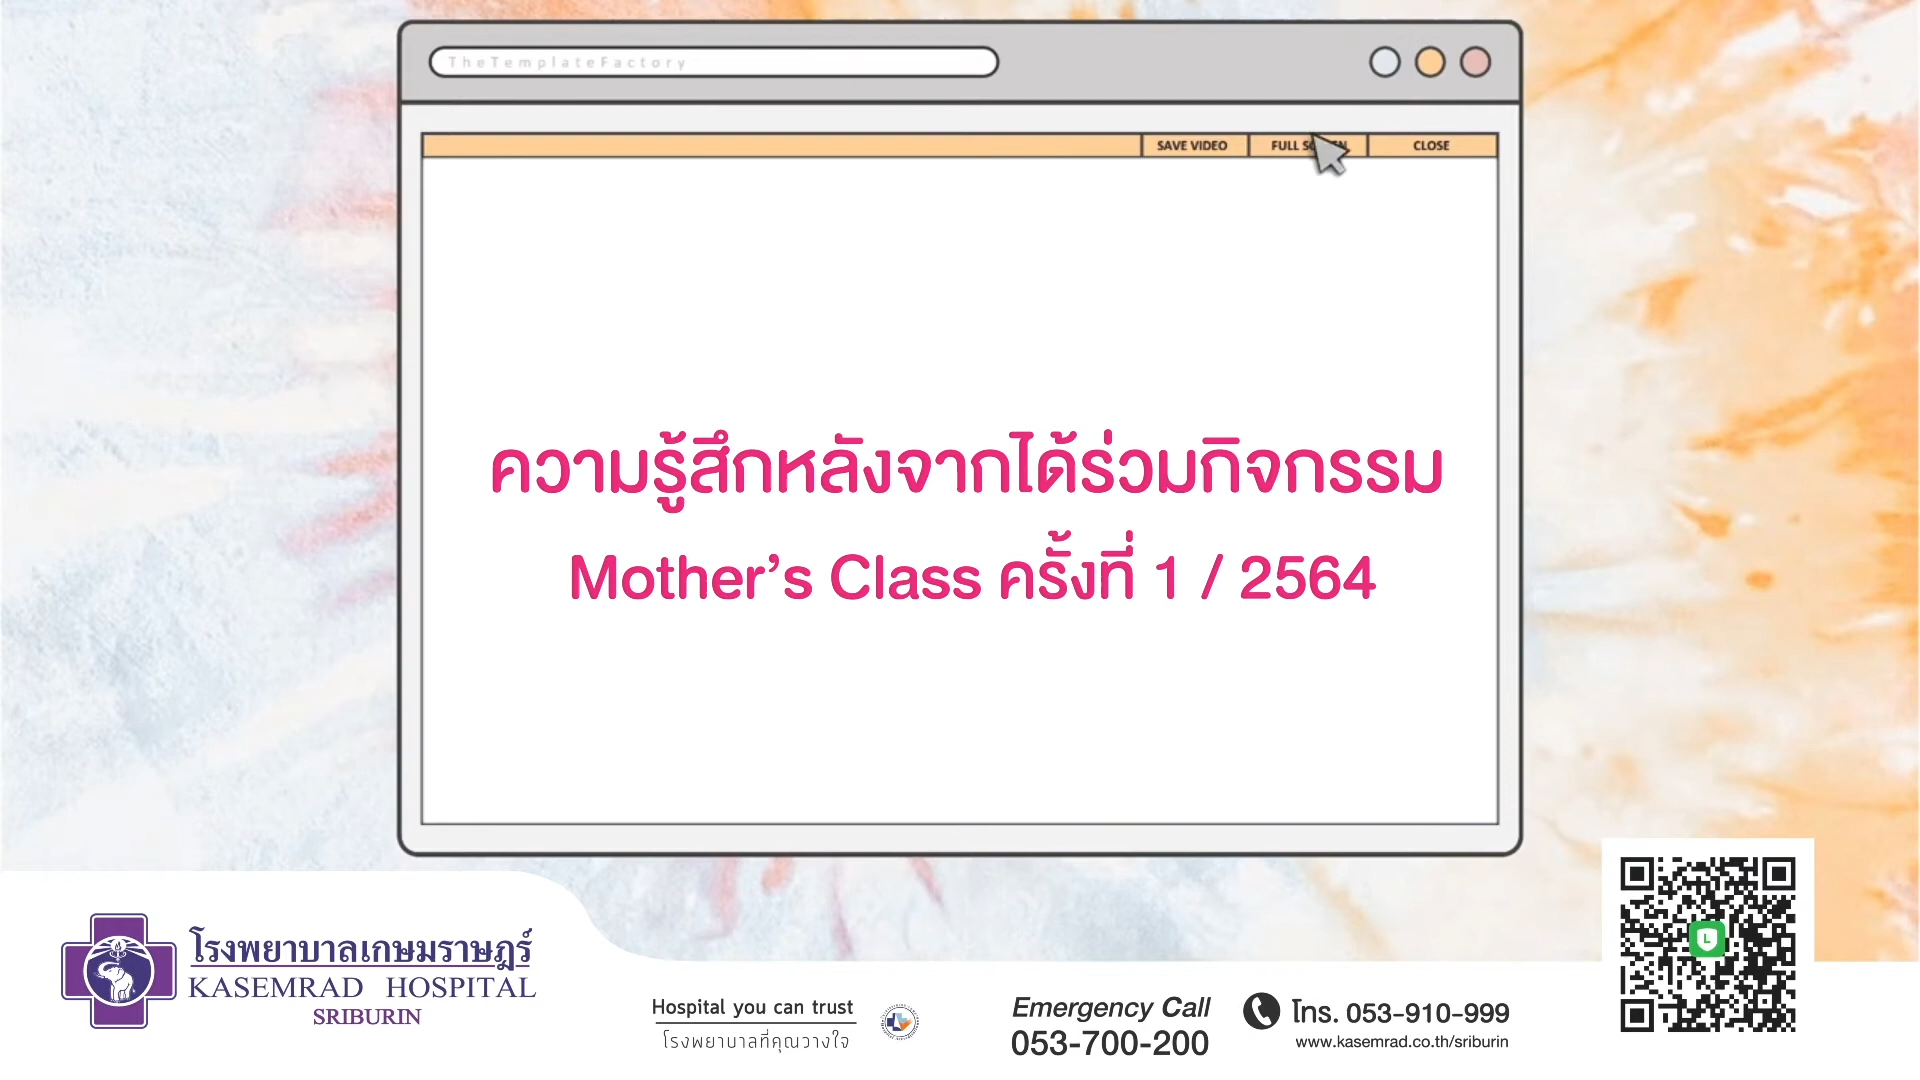 TheTemplateFactory
SAVE VIDEO
CLOSE
ความรู้สึกหลังจากได้ร่วมกิจกรรม
Mother's Class ครั้งที่ 1 / 2564
โรงพยาบาลเกษมราษฎร์
KASEMRAD HOSPITAL
SRIBURIN
Hospital you can trust
โรงพยาบาลที่คุณวางใจ
Emergency Call
053-700-200
โทร. 053-910-999
www.kasemrad.co.th/sriburin